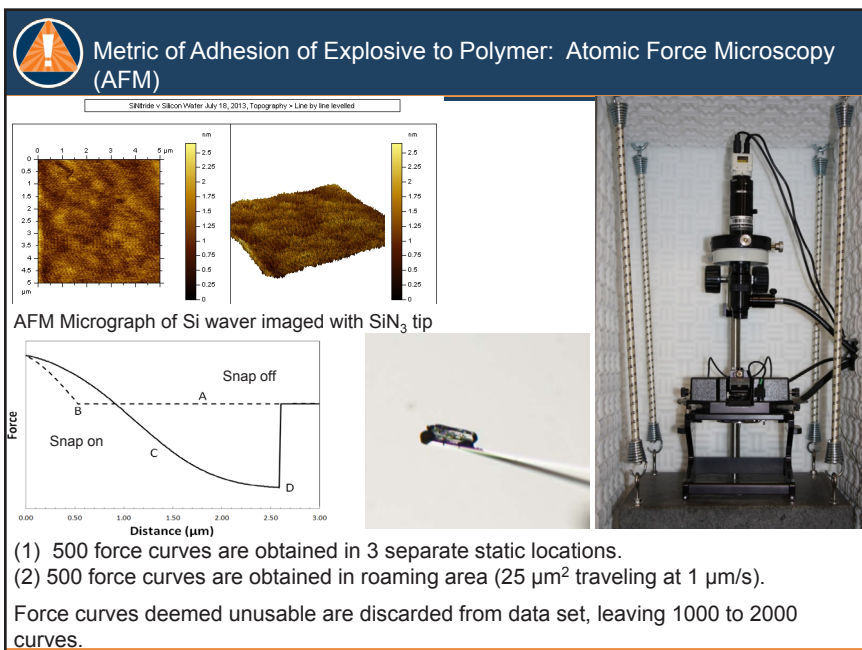 Metric of Adhesion of Explosive to Polymer: Atomic Force Microscopy
(AFM)
SiNitride v Silicon Wafer July 18, 2013, Topography > Line by line levelled
0 1 2 3 4 5 µm
0
0.5
1
1.5
2
2.5
3
3.5
4
4.5
5
µm
nm
2.5
2.25
2
1.75
1.5
1.25
1
0.75
0.5
0.25
0
nm
2.5
2.25
2
1.75
1.5
1.25
1
0.75
0.5
0.25
0
AFM Micrograph of Si waver imaged with SiN₃ tip
Force
Snap off
A
B
Snap on
C
D
0.00 0.50 1.00 1.50 2.00 2.50 3.00
Distance (µm)
(1) 500 force curves are obtained in 3 separate static locations.
(2) 500 force curves are obtained in roaming area (25 µm² traveling at 1 µm/s).
Force curves deemed unusable are discarded from data set, leaving 1000 to 2000
curves.